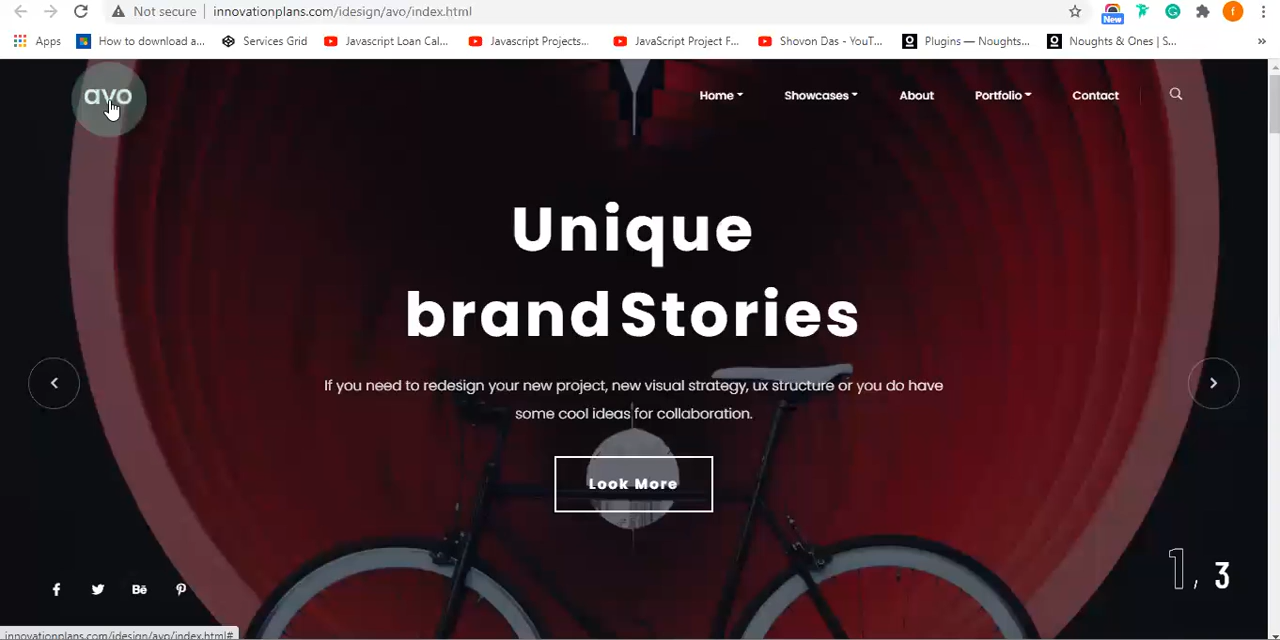 Not secure innovationplans.com/idesign/avo/index.html
New
f
Apps How to download a... Services Grid Javascript Loan Cal... Javascript Projects... JavaScript Project F... Shovon Das - YouT... Plugins — Noughts... Noughts & Ones | S... »
avo Home Showcases About Portfolio Contact
Unique
brand Stories
If you need to redesign your new project, new visual strategy, ux structure or you do have
some cool ideas for collaboration.
Look More
1, 3
Bē
innovationplans.com/idesign/avo/index.html#